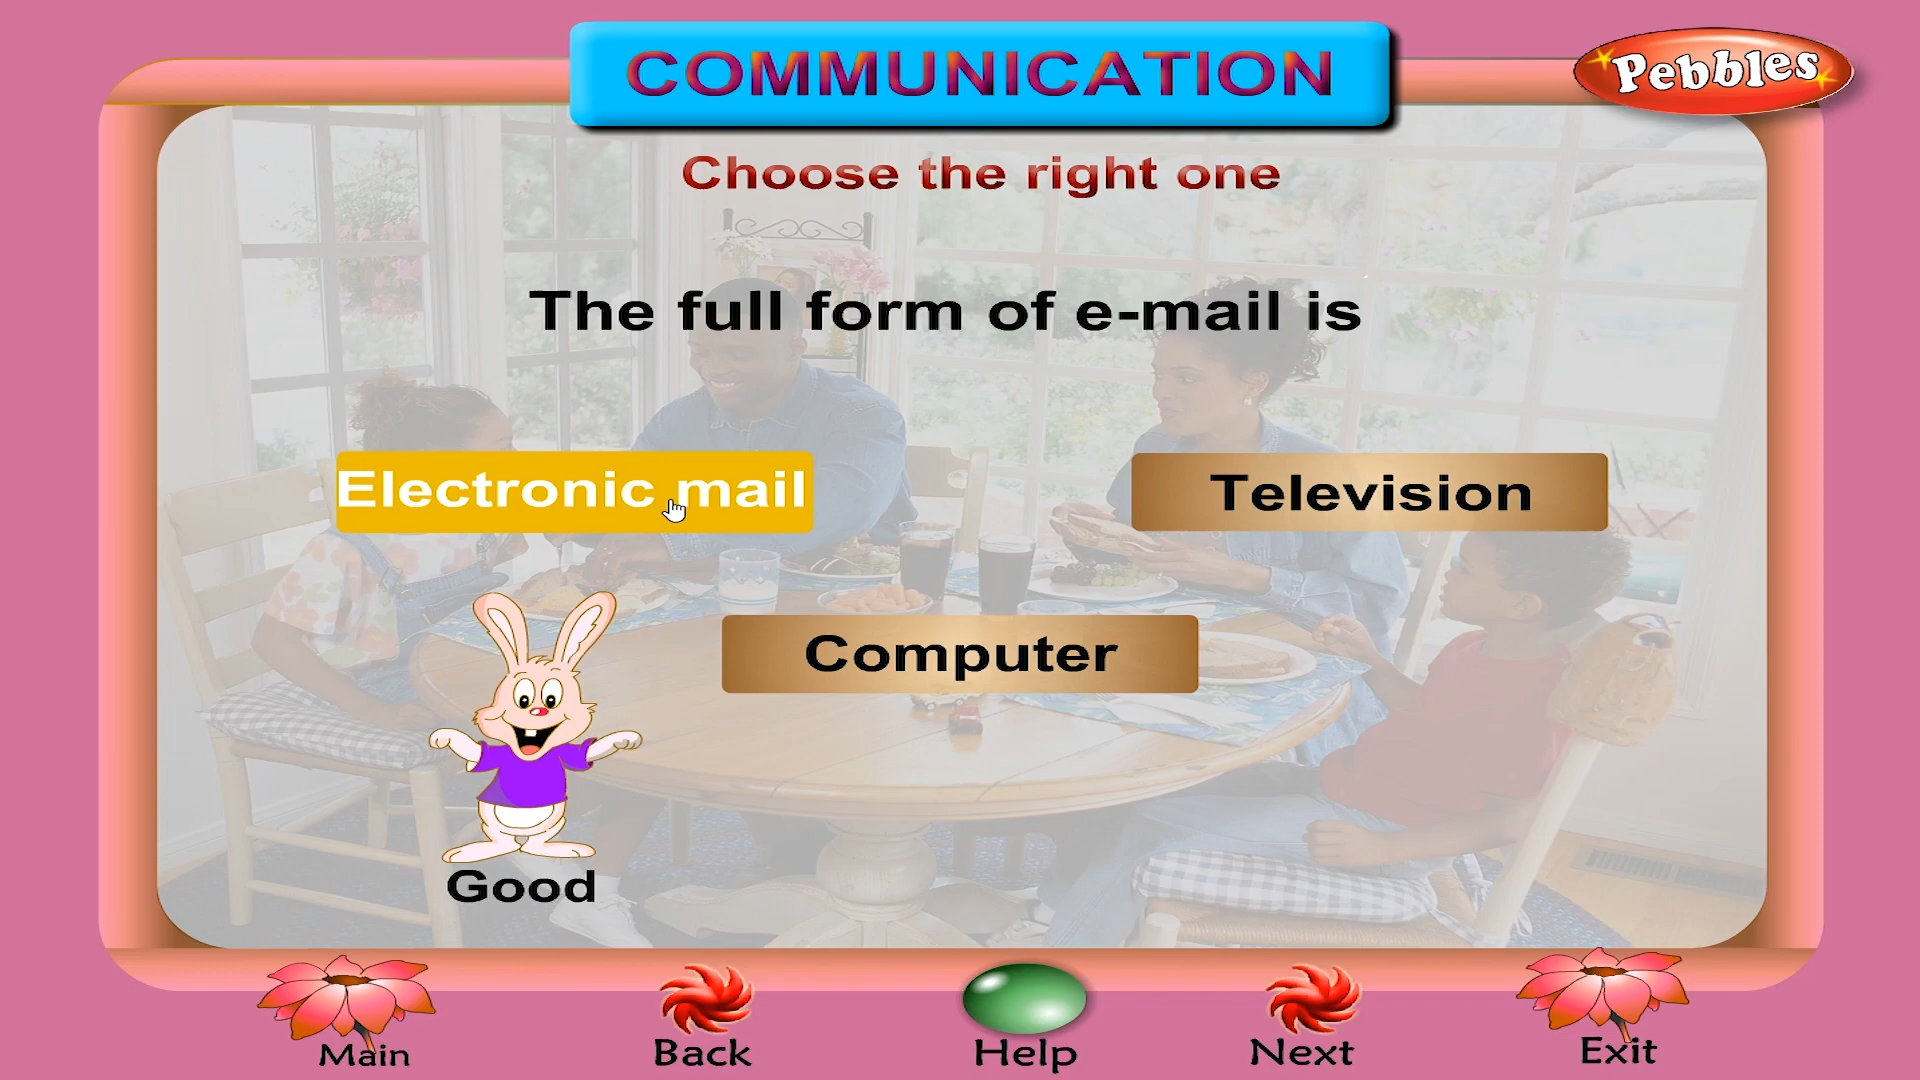 COMMUNICATION
Pebbles
Choose the right one
The full form of e-mail is
Electronic mail
Television
Computer
Good
Main
Back
Help
Next
Exit